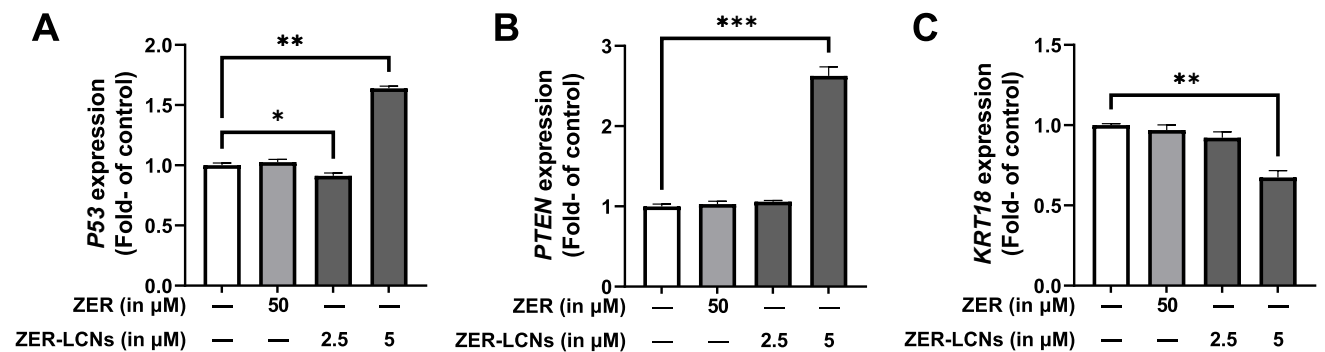 A
P53 expression
(Fold- of control)
2.0
1.5
1.0
0.5
0.0
**
*
ZER (in μM) — 50 — —
ZER-LCNs (in μM) — — 2.5 5
B
PTEN expression
(Fold- of control)
3
2
1
0
***
— 50 — —
ZER (in μM)
ZER-LCNs (in μM) — — 2.5 5
C
KRT18 expression
(Fold- of control)
1.5
1.0
0.5
0.0
**
ZER (in μM) — 50 — —
ZER-LCNs (in μM) — — 2.5 5